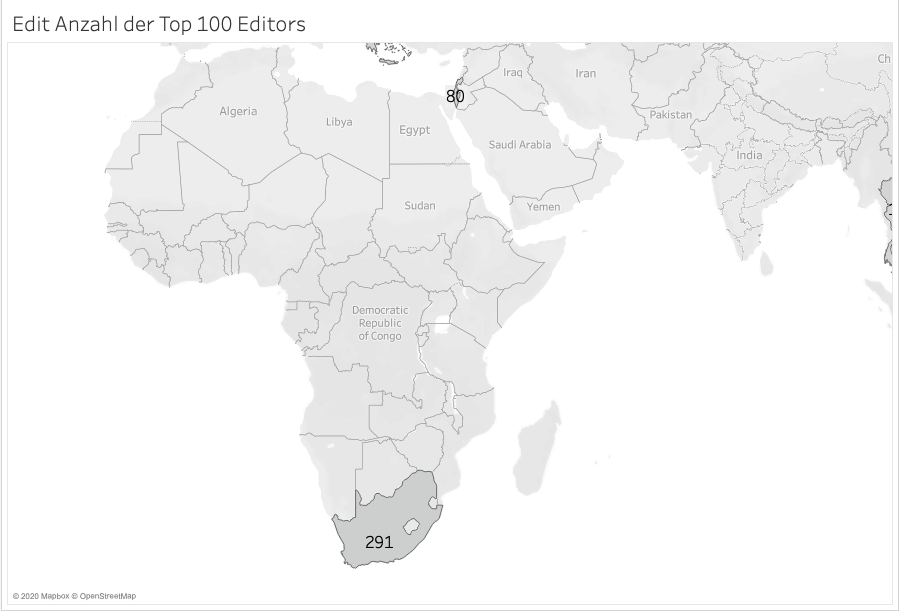 Edit Anzahl der Top 100 Editors
Ch
Iraq
Iran
80
Algeria
Libya
Egypt
Pakistan
Saudi Arabia
India
Sudan
Yemen
Democratic
Republic
of Congo
291
© 2020 Mapbox © OpenStreetMap